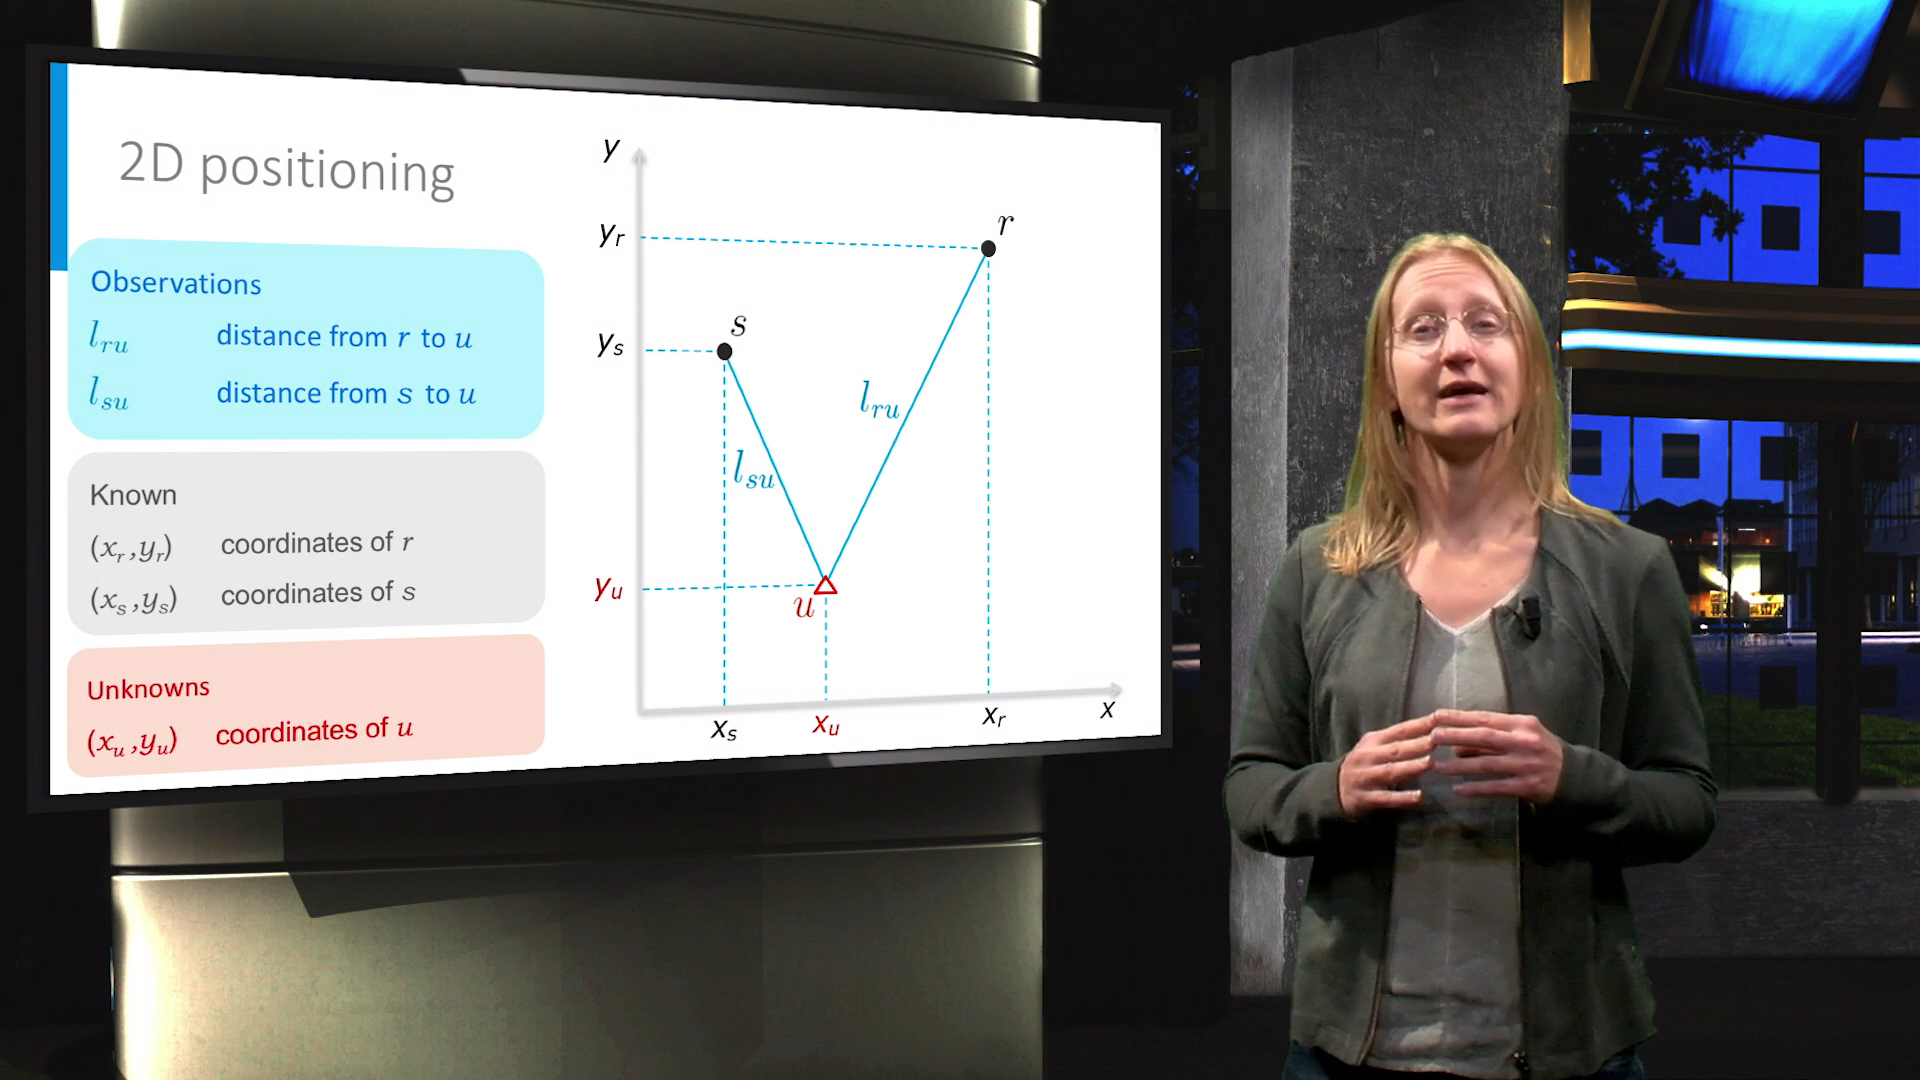 2D positioning
Observations
l_ru distance from r to u
l_su distance from s to u
Known
(x_r,y_r) coordinates of r
(x_s,y_s) coordinates of s
Unknowns
(x_u,y_u) coordinates of u
y
y_r
r
y_s
s
l_ru
l_su
y_u
u
x_s
x_u
x_r
x